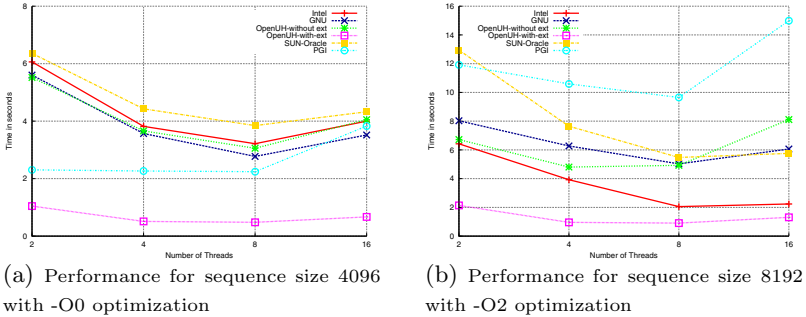 Intel
GNU
OpenUH-without ext
OpenUH-with-ext
SUN-Oracle
PGI
8
6
4
2
0
Time in seconds
2
4
8
16
Number of Threads
(a) Performance for sequence size 4096
with -O0 optimization
Intel
GNU
OpenUH-without ext
OpenUH-with-ext
SUN-Oracle
PGI
16
14
12
10
8
6
4
2
0
Time in seconds
2
4
8
16
Number of Threads
(b) Performance for sequence size 8192
with -O2 optimization